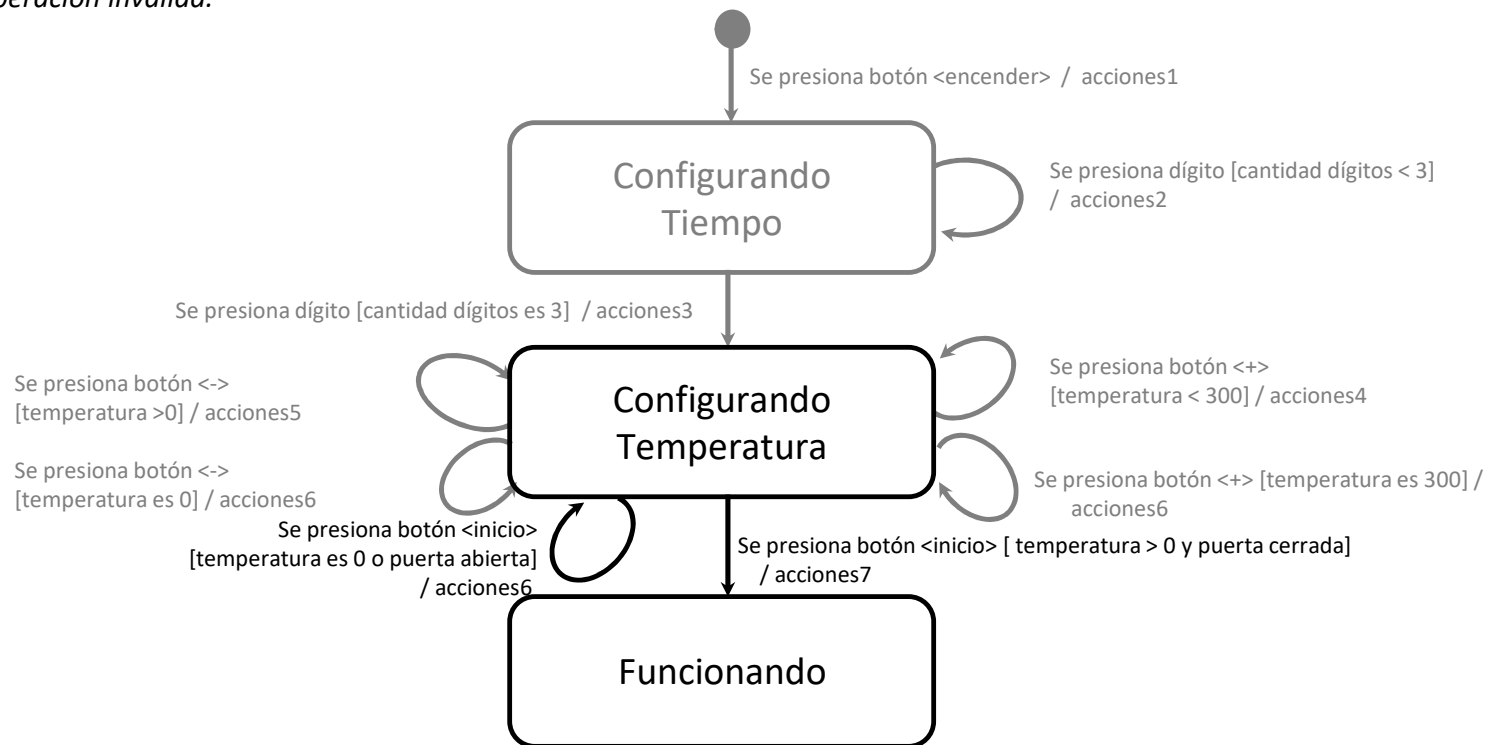 peración inválida.
Se presiona botón <encender> / acciones1
Configurando
Tiempo
Se presiona dígito [cantidad dígitos < 3]
/ acciones2
Se presiona dígito [cantidad dígitos es 3] / acciones3
Se presiona botón <->
[temperatura >0] / acciones5
Configurando
Temperatura
Se presiona botón <+>
[temperatura < 300] / acciones4
Se presiona botón <->
[temperatura es 0] / acciones6
Se presiona botón <+> [temperatura es 300] /
acciones6
Se presiona botón <inicio>
[temperatura es 0 o puerta abierta]
/ acciones6
Se presiona botón <inicio> [ temperatura > 0 y puerta cerrada]
/ acciones7
Funcionando